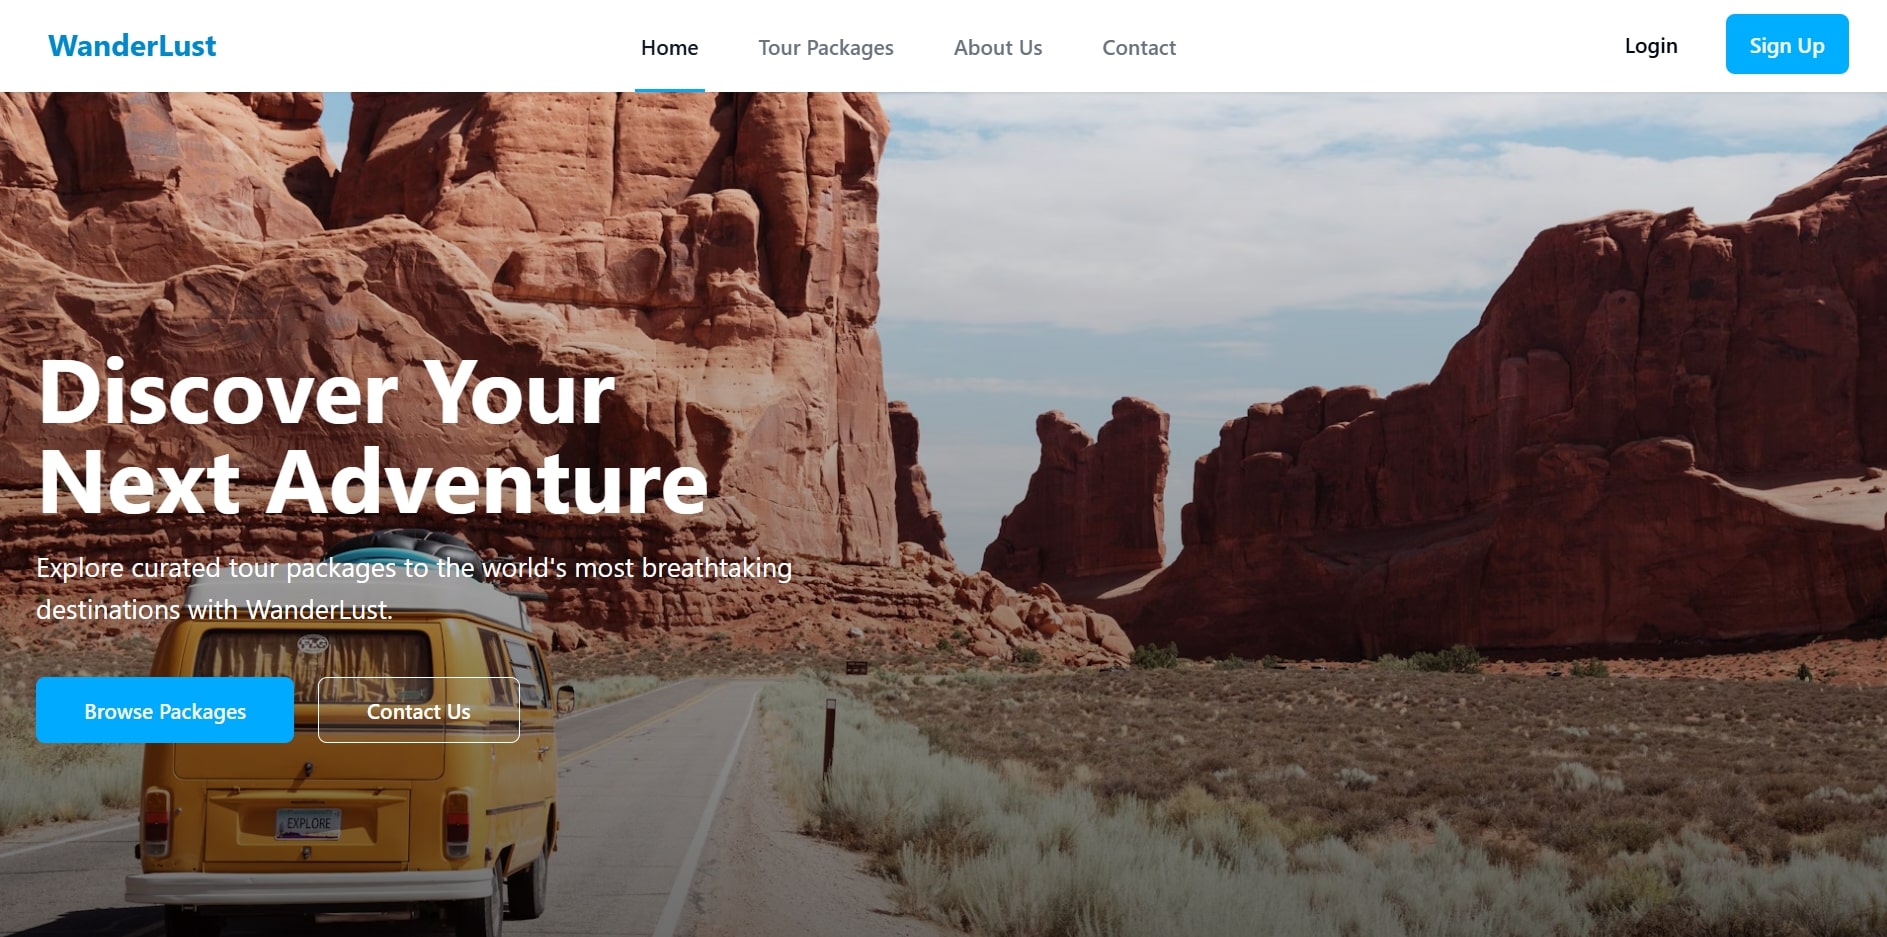 WanderLust
Home
Tour Packages
About Us
Contact
Login
Sign Up
Discover Your
Next Adventure
Explore curated tour packages to the world's most breathtaking
destinations with WanderLust.
Browse Packages
Contact Us
EXPLORE